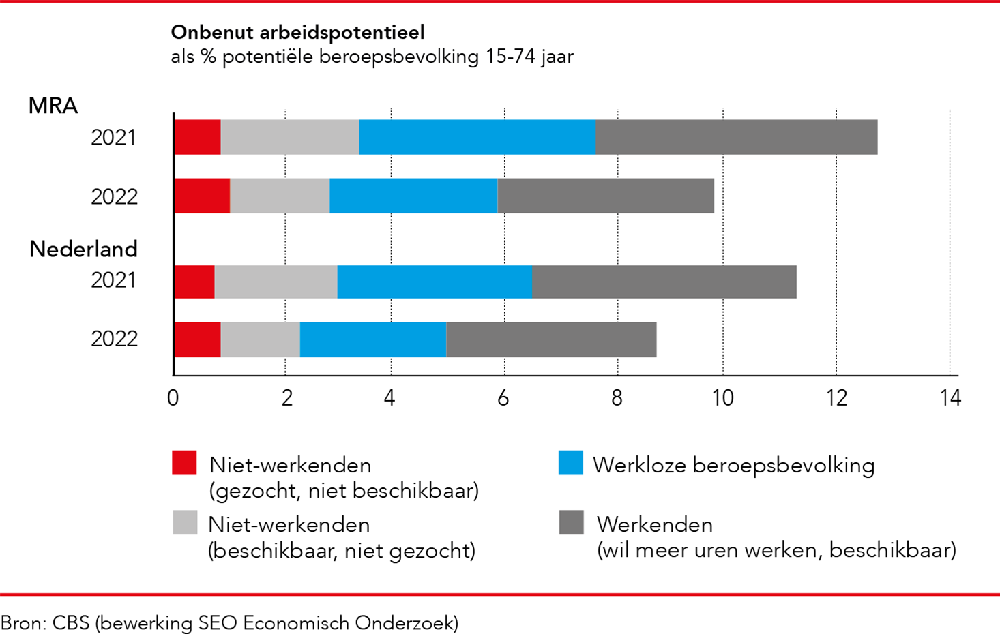 Onbenut arbeidspotentieel
als % potentiële beroepsbevolking 15-74 jaar
MRA
2021
2022
Nederland
2021
2022
0 2 4 6 8 10 12 14
Niet-werkenden
(gezocht, niet beschikbaar)
Werkloze beroepsbevolking
Niet-werkenden
(beschikbaar, niet gezocht)
Werkenden
(wil meer uren werken, beschikbaar)
Bron: CBS (bewerking SEO Economisch Onderzoek)